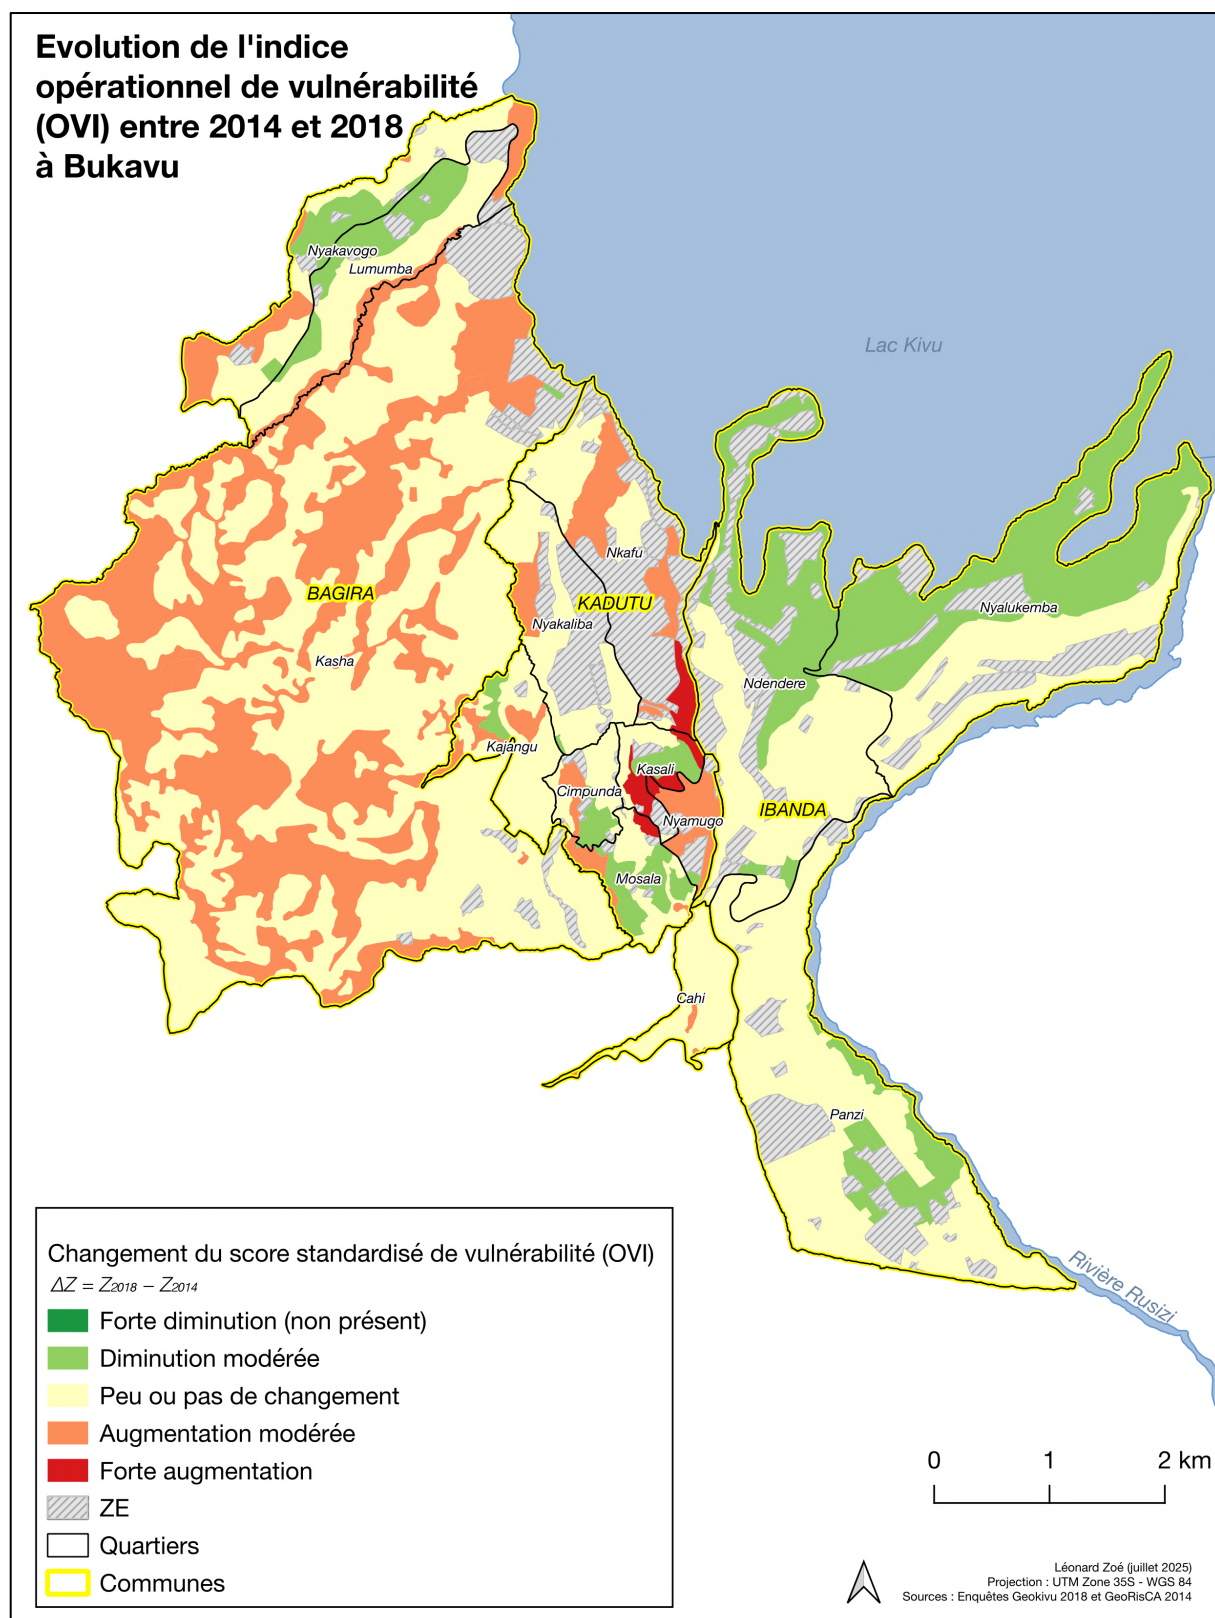 Evolution de l'indice
opérationnel de vulnérabilité
(OVI) entre 2014 et 2018
à Bukavu
Nyakavogo
Lumumba
Lac Kivu
Nkafu
BAGIRA
KADUTU
Nyalukemba
Nyakaliba
Kasha
Ndendere
Kajangu
Kasali
Cimpunda
IBANDA
Nyamugo
Mosala
Cahi
Panzi
Rivière Rusizi
Changement du score standardisé de vulnérabilité (OVI)
ΔZ = Z2018 − Z2014
Forte diminution (non présent)
Diminution modérée
Peu ou pas de changement
Augmentation modérée
Forte augmentation
ZE
Quartiers
Communes
0 1 2 km
Léonard Zoé (juillet 2025)
Projection : UTM Zone 35S - WGS 84
Sources : Enquêtes Geokivu 2018 et GeoRisCA 2014